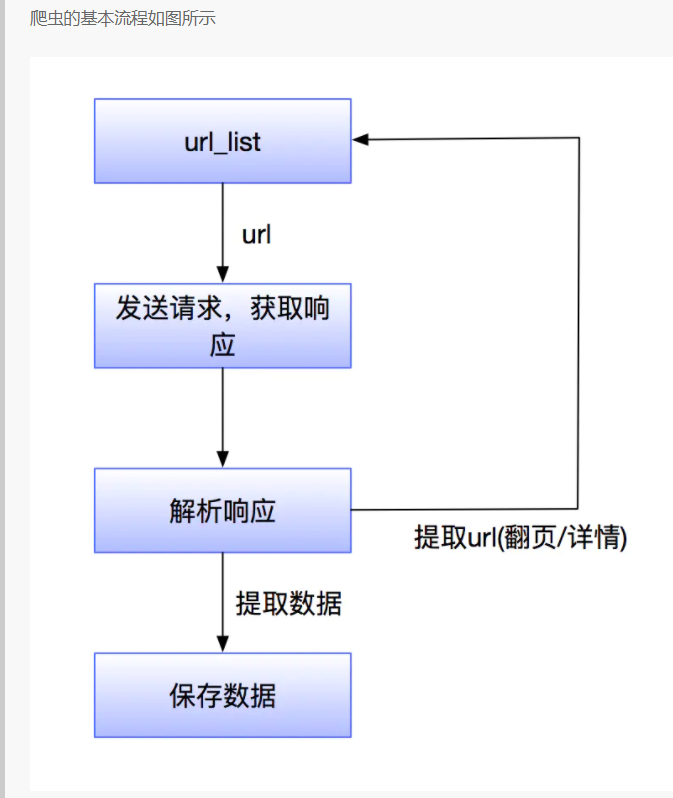 爬虫的基本流程如图所示
url_list
url
发送请求，获取响
应
解析响应
提取url(翻页/详情)
提取数据
保存数据